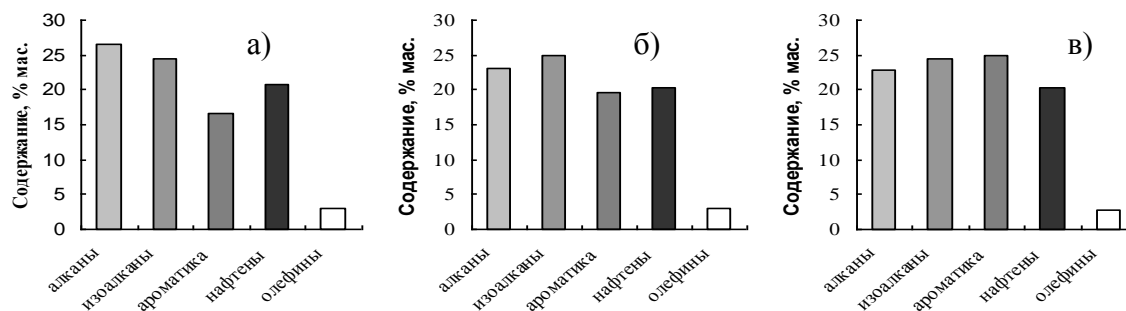 а)
Содержание, % мас.
30
25
20
15
10
5
0
алканы
изоалканы
ароматика
нафтены
олефины
б)
Содержание, % мас.
30
25
20
15
10
5
0
алканы
изоалканы
ароматика
нафтены
олефины
в)
Содержание, % мас.
30
25
20
15
10
5
0
алканы
изоалканы
ароматика
нафтены
олефины